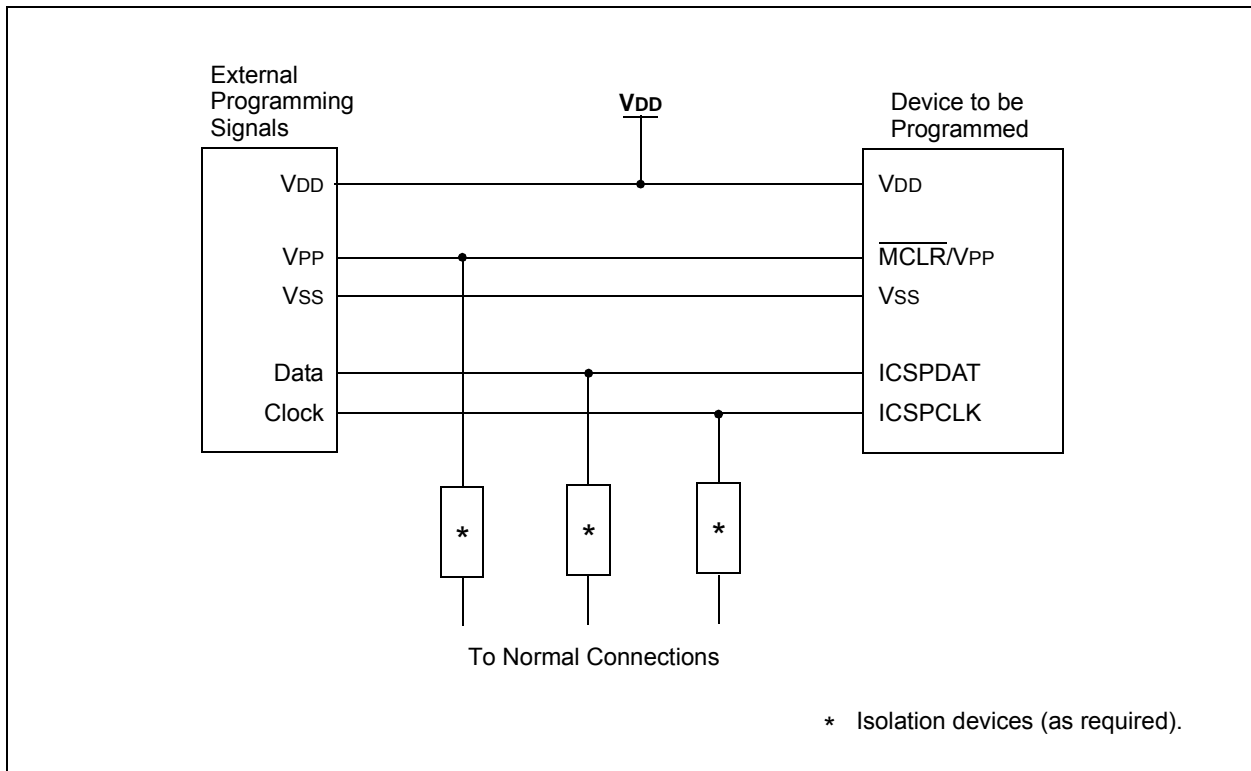 External
Programming
Signals
VDD
Device to be
Programmed
VDD
VDD
VPP
MCLR/VPP
VSS
VSS
Data
ICSPDAT
Clock
ICSPCLK
*
*
*
To Normal Connections
* Isolation devices (as required).